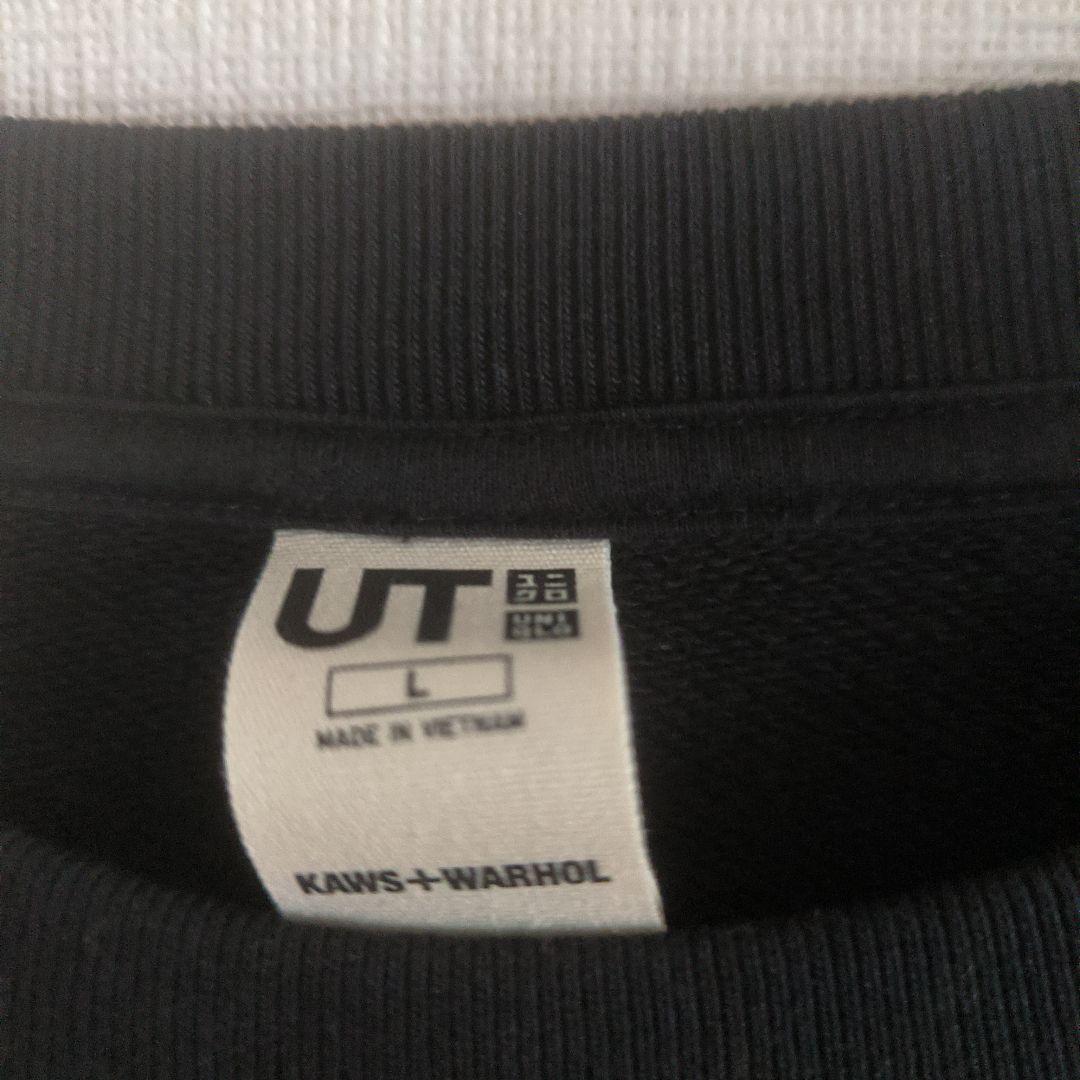 UT
ユニ
クロ
UNI
QLO
L
MADE IN VIETNAM
KAWS+WARHOL